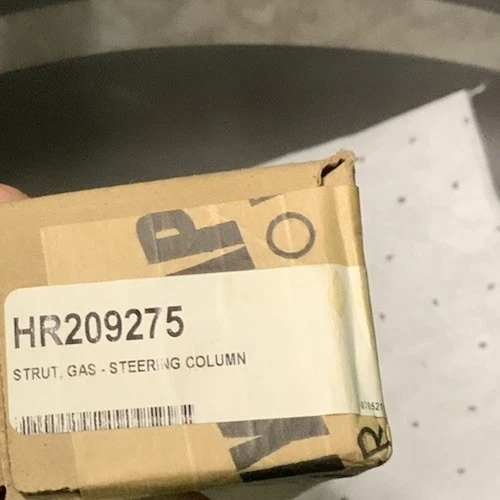 HR209275
STRUT, GAS - STEERING COLUMN